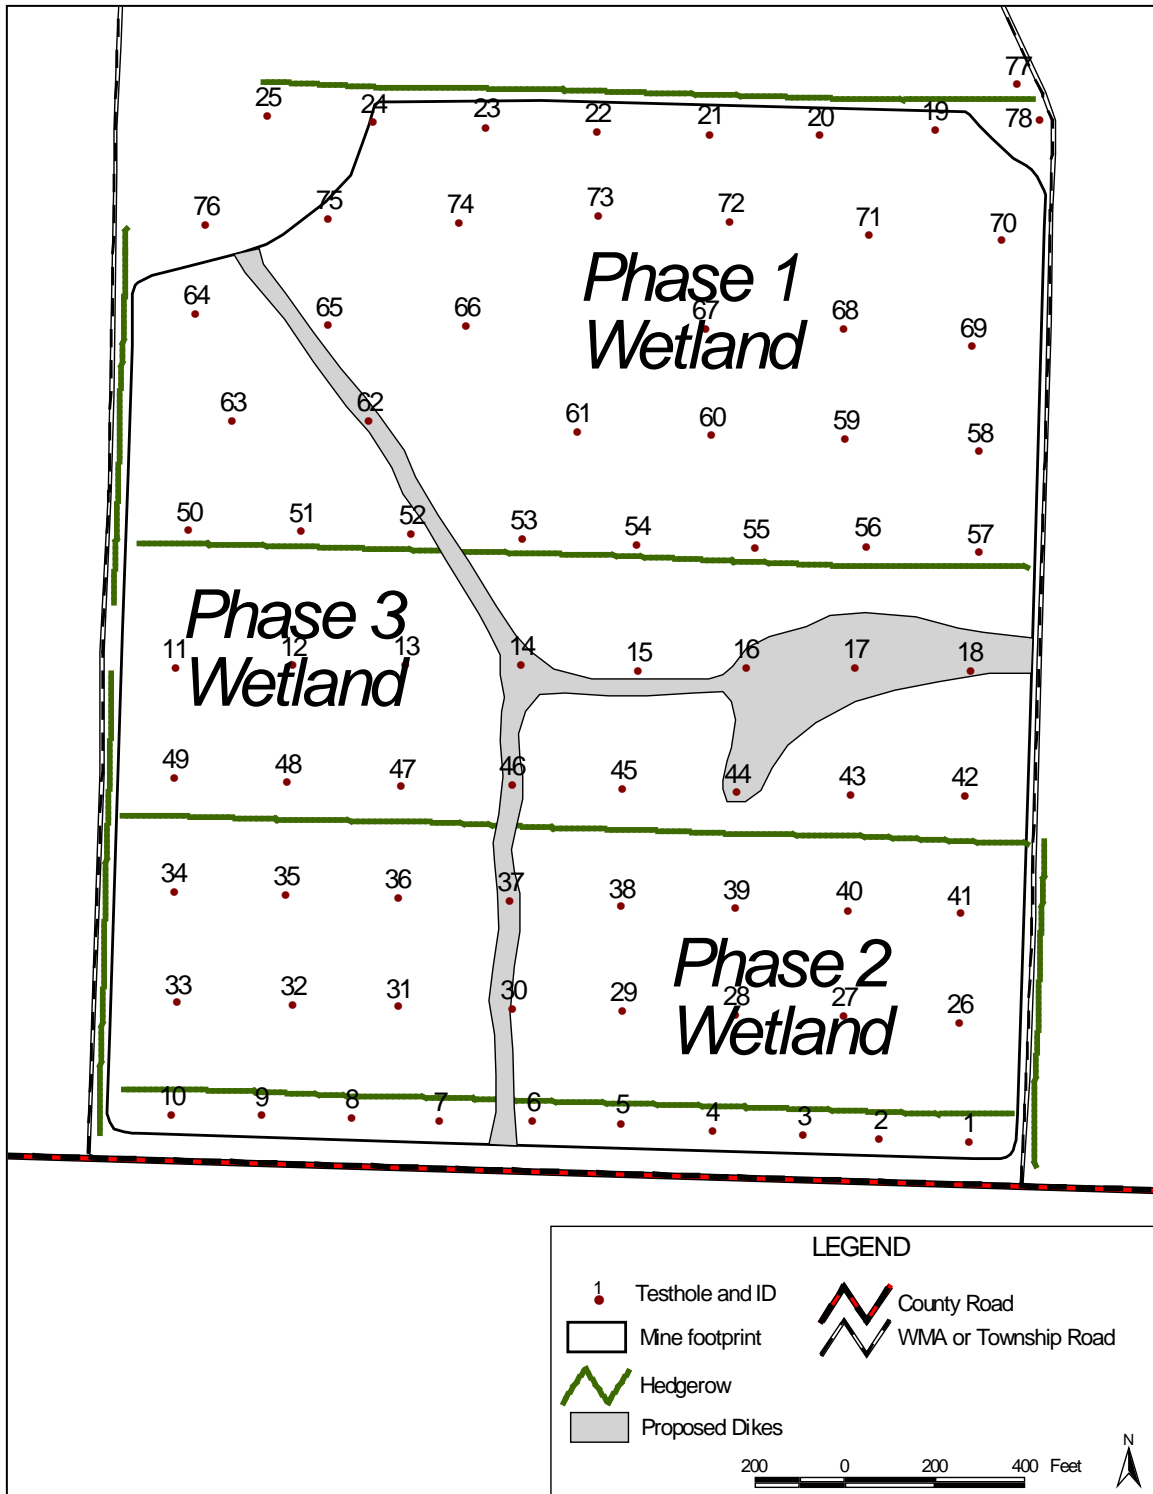 77
25 24 23 22 21 20 19 78
76 75 74 73 72 71 70
Phase 1
Wetland
64 65 66 67 68 69
63 62 61 60 59 58
50 51 52 53 54 55 56 57
Phase 3
Wetland
11 12 13 14 15 16 17 18
49 48 47 46 45 44 43 42
34 35 36 37 38 39 40 41
Phase 2
Wetland
33 32 31 30 29 28 27 26
10 9 8 7 6 5 4 3 2 1
LEGEND
1 Testhole and ID
County Road
Mine footprint
WMA or Township Road
Hedgerow
Proposed Dikes
N
200 0 200 400 Feet